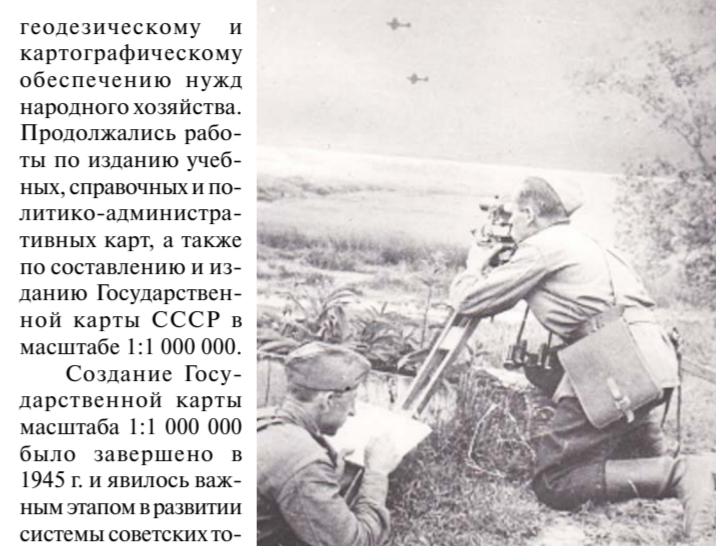 геодезическому и
картографическому
обеспечению нужд
народного хозяйства.
Продолжались рабо-
ты по изданию учеб-
ных, справочных и по-
литико-администра-
тивных карт, а также
по составлению и из-
данию Государствен-
ной карты СССР в
масштабе 1:1 000 000.
Создание Госу-
дарственной карты
масштаба 1:1 000 000
было завершено в
1945 г. и явилось важ-
ным этапом в развитии
системы советских то-